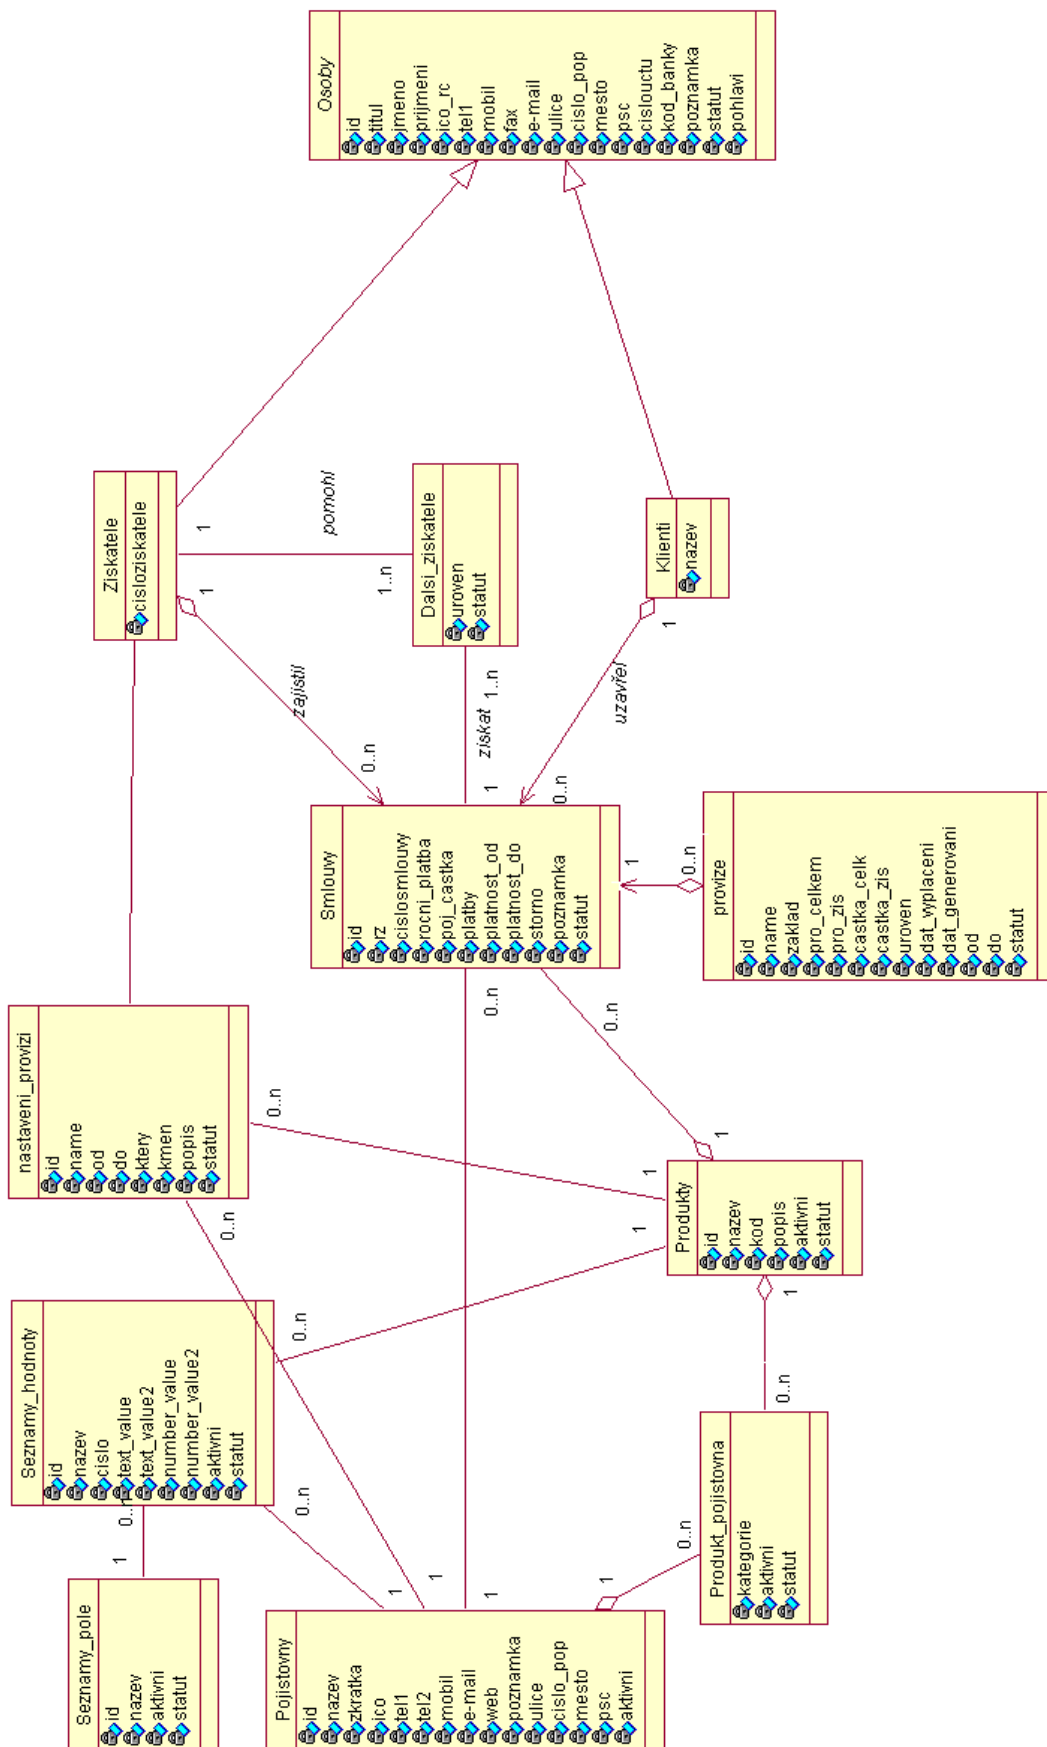 Osoby
id
titul
jmeno
prijmeni
ico_rc
tel1
mobil
fax
e-mail
ulice
cislo_pop
mesto
psc
cislouctu
kod_banky
poznamka
statut
pohlavi
Ziskatele
cisloziskatele
1
1
pomohl
1..n
Dalsi_ziskatele
uroven
statut
1..n
ziskat
1
zajistil
0..n
Klienti
nazev
1
uzavřel
0..n
Smlouvy
id
rz
cislosmlouvy
rocni_platba
poj_castka
platby
platnost_od
platnost_do
storno
poznamka
statut
1
0..n
provize
id
name
zaklad
pro_celkem
pro_zis
castka_celk
castka_zis
uroven
dat_vyplaceni
dat_generovani
od
do
statut
0..n
0..n
nastaveni_provizi
id
name
od
do
ktery
kmen
popis
statut
0..n
0..n
1
1
1
Produkty
id
nazev
kod
popis
aktivni
statut
1
0..n
Seznamy_hodnoty
id
nazev
cislo
text_value
text_value2
number_value
number_value2
aktivni
statut
0..n
0..n
0..n
1
Seznamy_pole
id
nazev
aktivni
statut
Produkt_pojistovna
kategorie
aktivni
statut
0..n
1
1
1
1
Pojistovny
id
nazev
zkratka
ico
tel1
tel2
mobil
e-mail
web
poznamka
ulice
cislo_pop
mesto
psc
aktivni